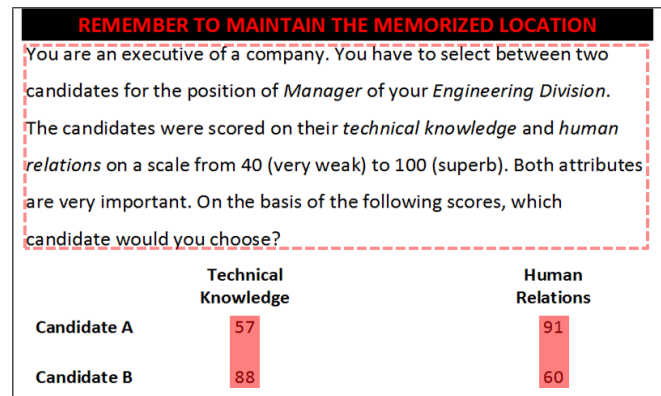 REMEMBER TO MAINTAIN THE MEMORIZED LOCATION
You are an executive of a company. You have to select between two
candidates for the position of Manager of your Engineering Division.
The candidates were scored on their technical knowledge and human
relations on a scale from 40 (very weak) to 100 (superb). Both attributes
are very important. On the basis of the following scores, which
candidate would you choose?
Technical Human
Knowledge Relations
Candidate A 57 91
Candidate B 88 60